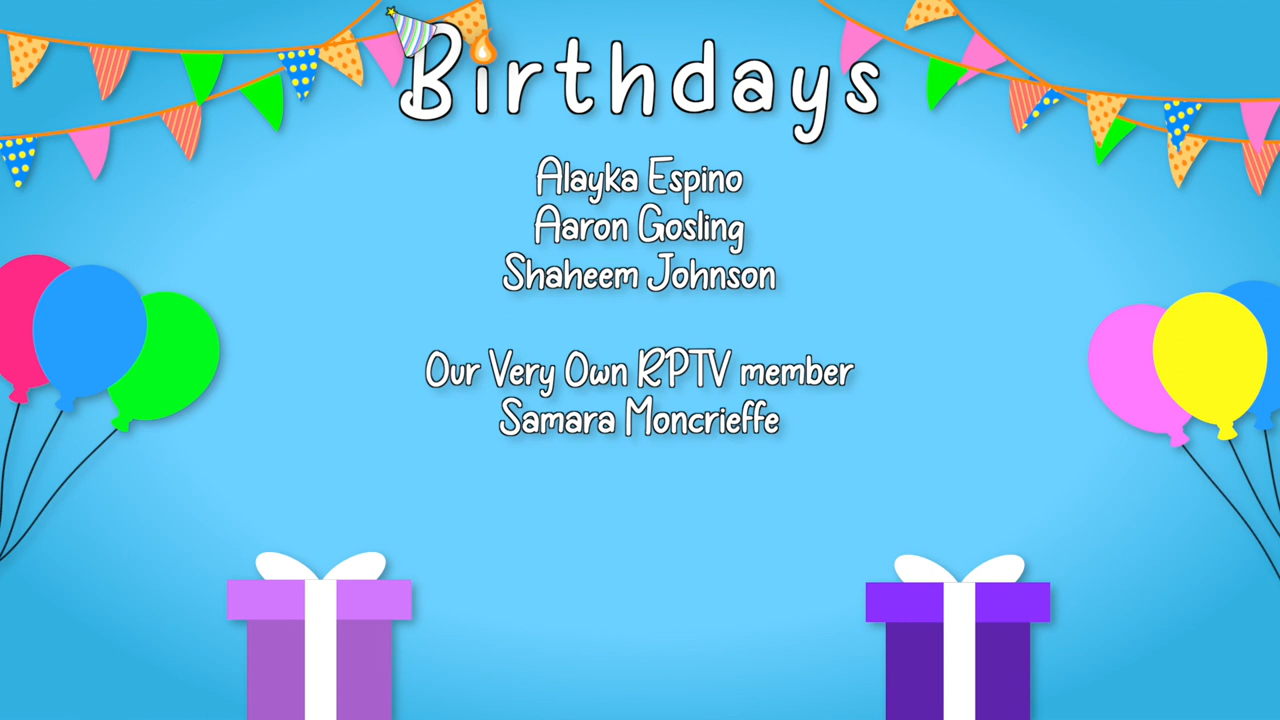 Birthdays
Alayka Espino
Aaron Gosling
Shaheem Johnson
Our Very Own RPTV member
Samara Moncrieffe